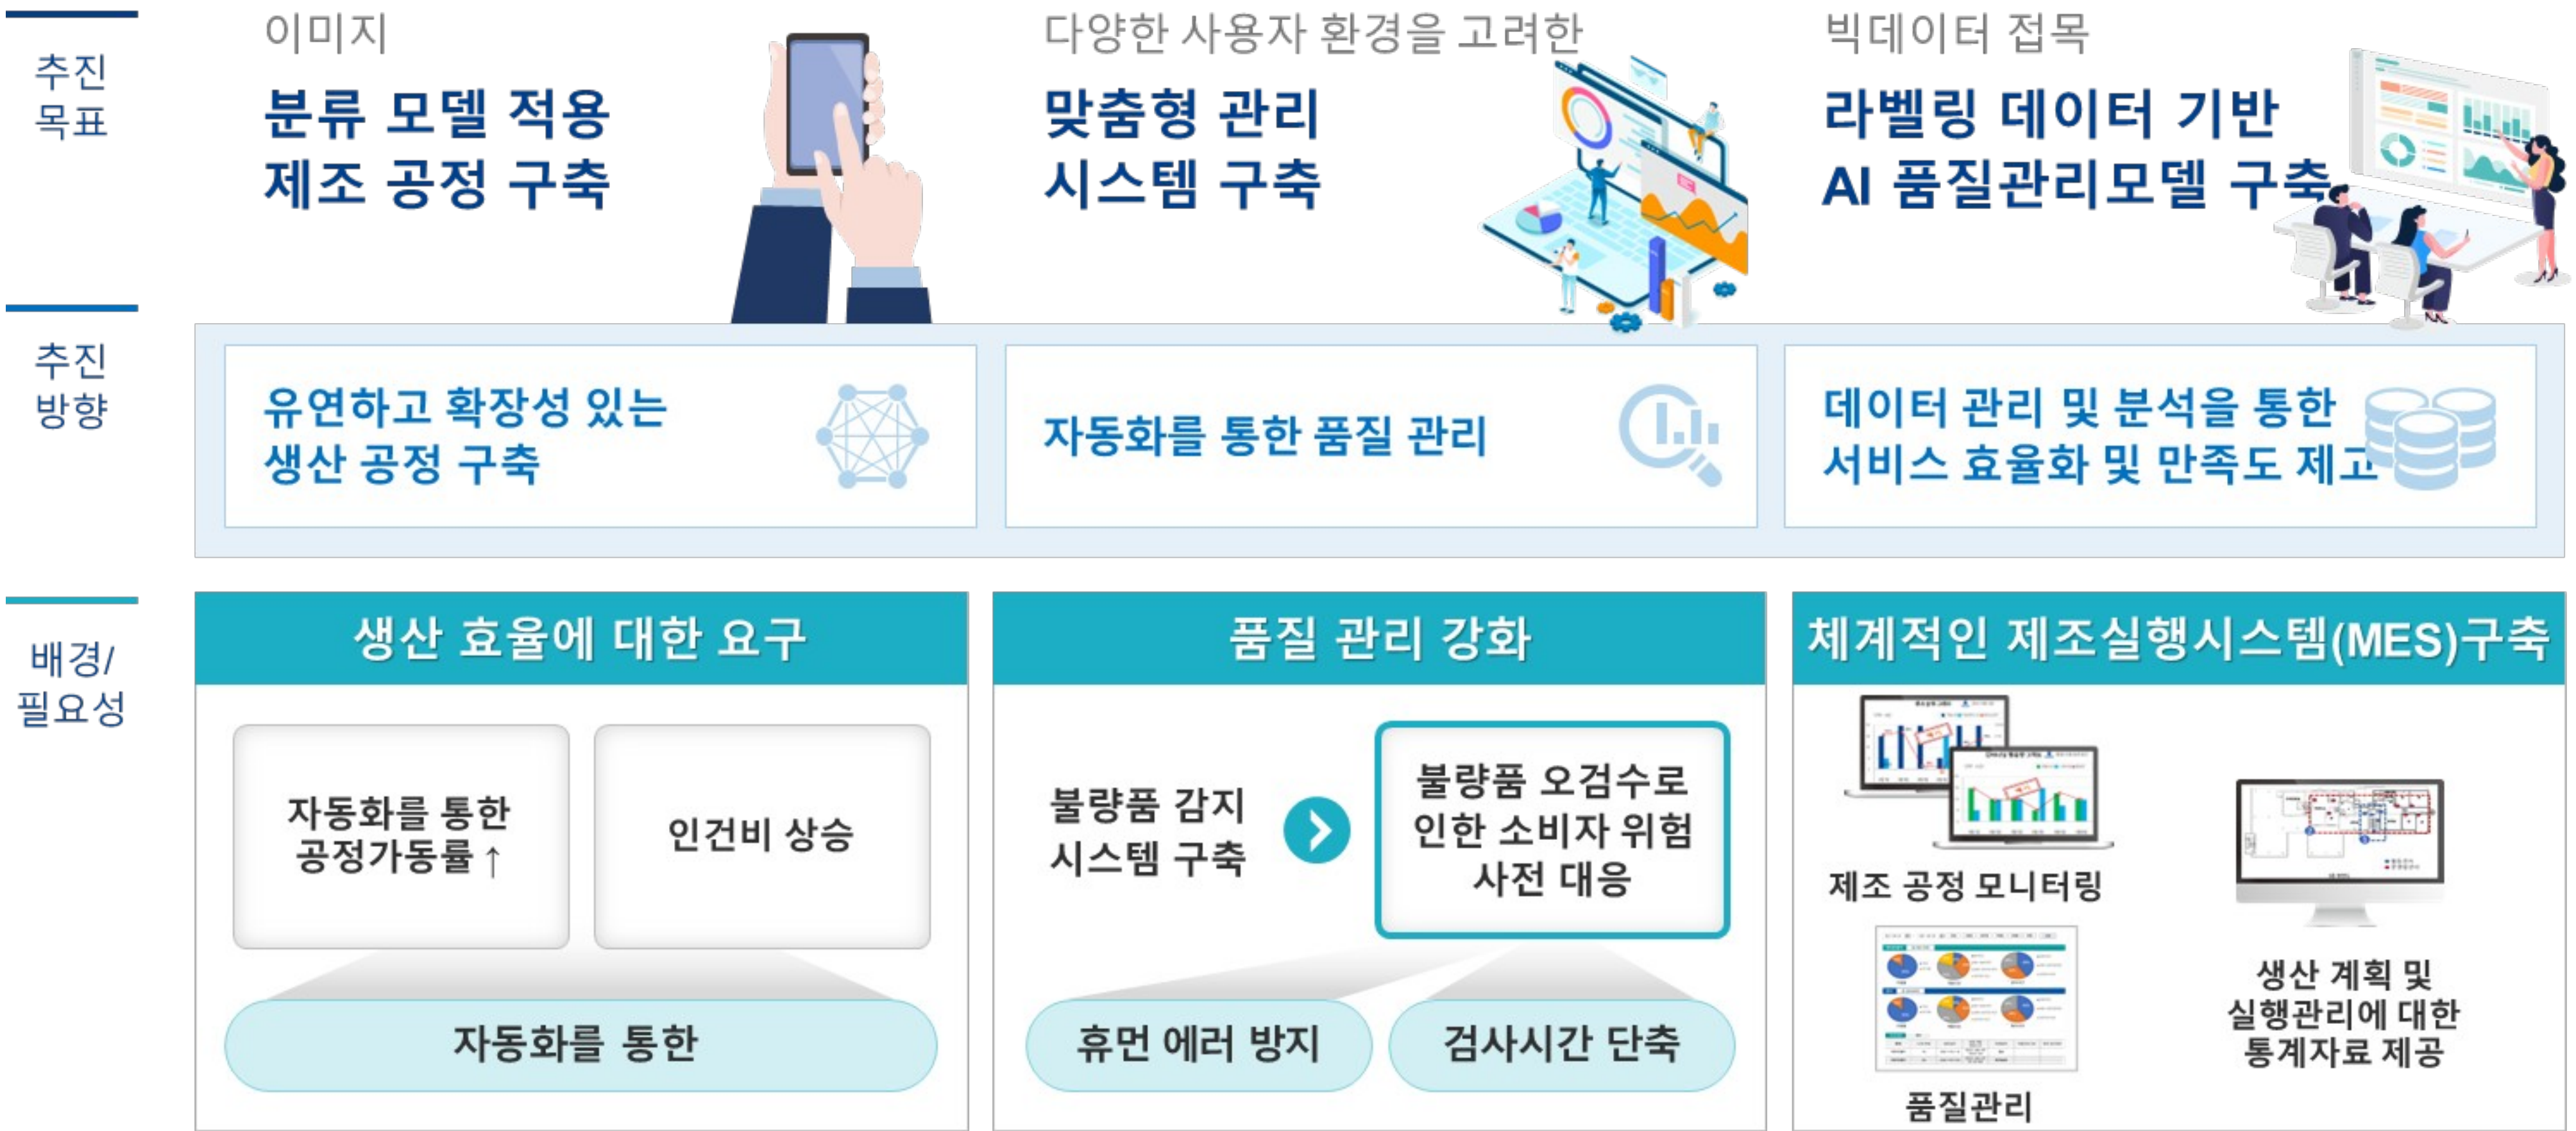 추진
목표
이미지
분류 모델 적용
제조 공정 구축
다양한 사용자 환경을 고려한
맞춤형 관리
시스템 구축
빅데이터 접목
라벨링 데이터 기반
AI 품질관리모델 구축
추진
방향
유연하고 확장성 있는
생산 공정 구축
자동화를 통한 품질 관리
데이터 관리 및 분석을 통한
서비스 효율화 및 만족도 제고
배경/
필요성
생산 효율에 대한 요구
자동화를 통한
공정가동률 ↑
인건비 상승
자동화를 통한
품질 관리 강화
불량품 감지
시스템 구축
불량품 오검수로
인한 소비자 위험
사전 대응
휴먼 에러 방지
검사시간 단축
체계적인 제조실행시스템(MES)구축
제조 공정 모니터링
품질관리
생산 계획 및
실행관리에 대한
통계자료 제공